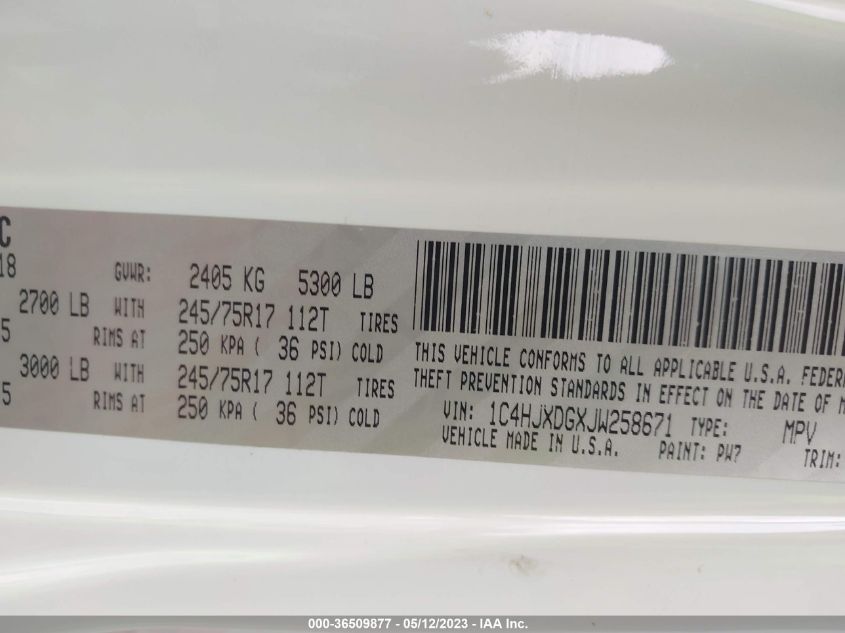 C
18 GVWR: 2405 KG 5300 LB
2700 LB WITH 245/75R17 112T TIRES
5 RIMS AT 250 KPA ( 36 PSI) COLD
3000 LB WITH 245/75R17 112T TIRES
5 RIMS AT 250 KPA ( 36 PSI) COLD
THIS VEHICLE CONFORMS TO ALL APPLICABLE U.S.A. FEDER
THEFT PREVENTION STANDARDS IN EFFECT ON THE DATE OF M
VIN: 1C4HJXDGXJW258671 TYPE: MPV
VEHICLE MADE IN U.S.A. PAINT: PW7 TRIM:
000-36509877 - 05/12/2023 - IAA Inc.